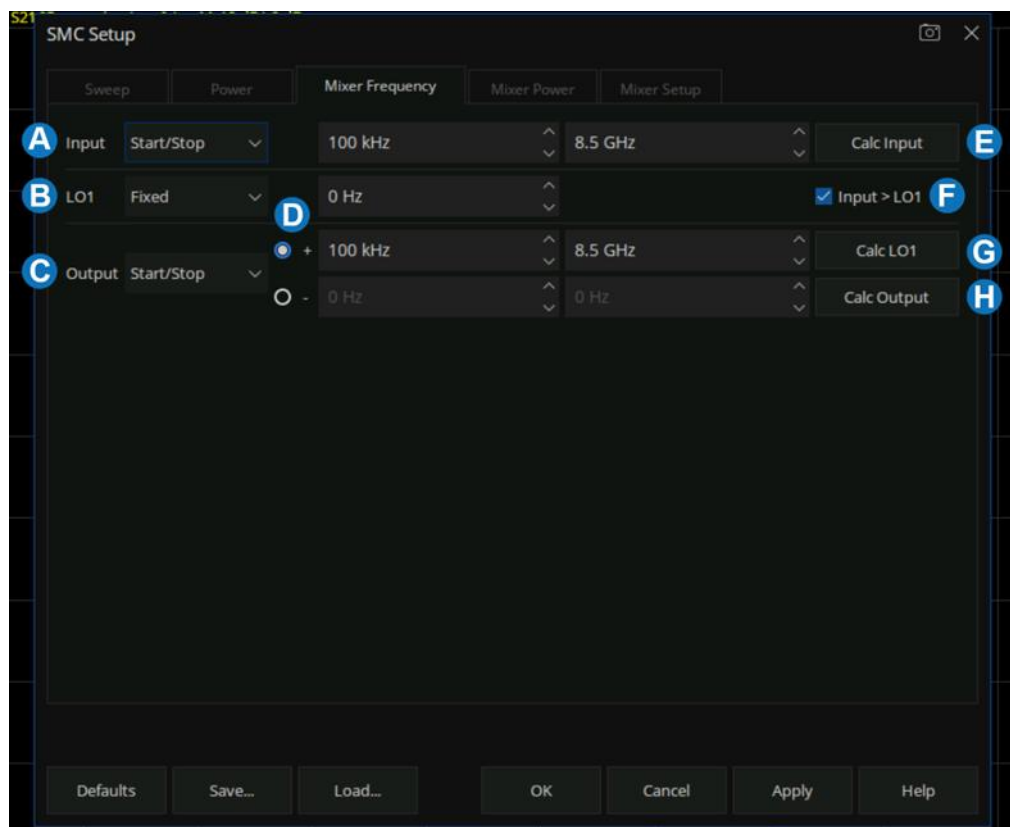 S21
SMC Setup
Sweep Power Mixer Frequency Mixer Power Mixer Setup
A Input Start/Stop 100 kHz 8.5 GHz Calc Input E
B LO1 Fixed 0 Hz Input > LO1 F
D
+ 100 kHz 8.5 GHz Calc LO1 G
C Output Start/Stop
- 0 Hz 0 Hz Calc Output H
Defaults Save... Load... OK Cancel Apply Help